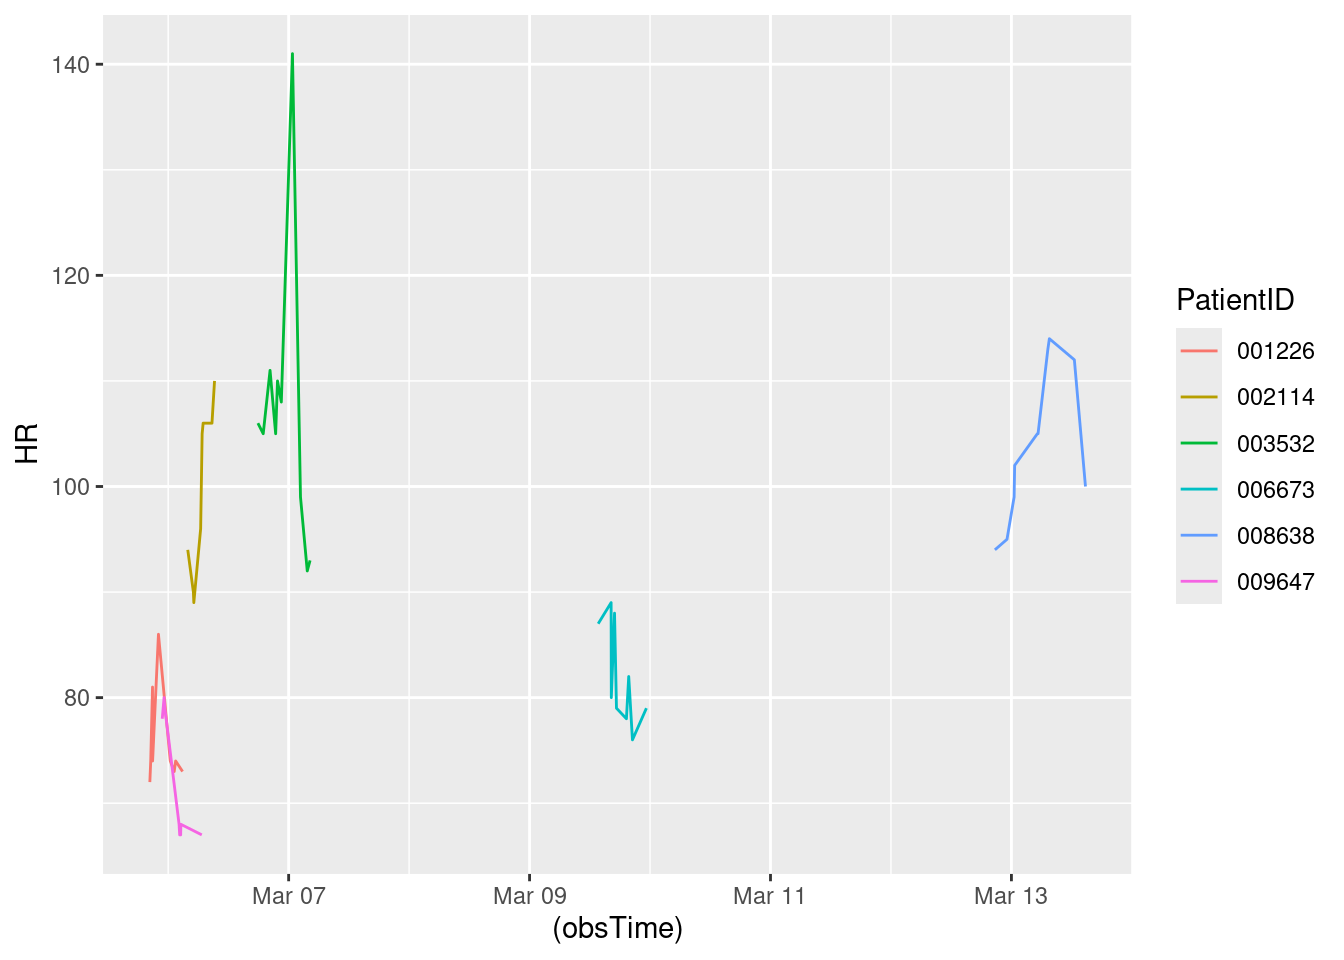 140
120
100
80
HR
Mar 07
Mar 09
Mar 11
Mar 13
(obsTime)
PatientID
001226
002114
003532
006673
008638
009647